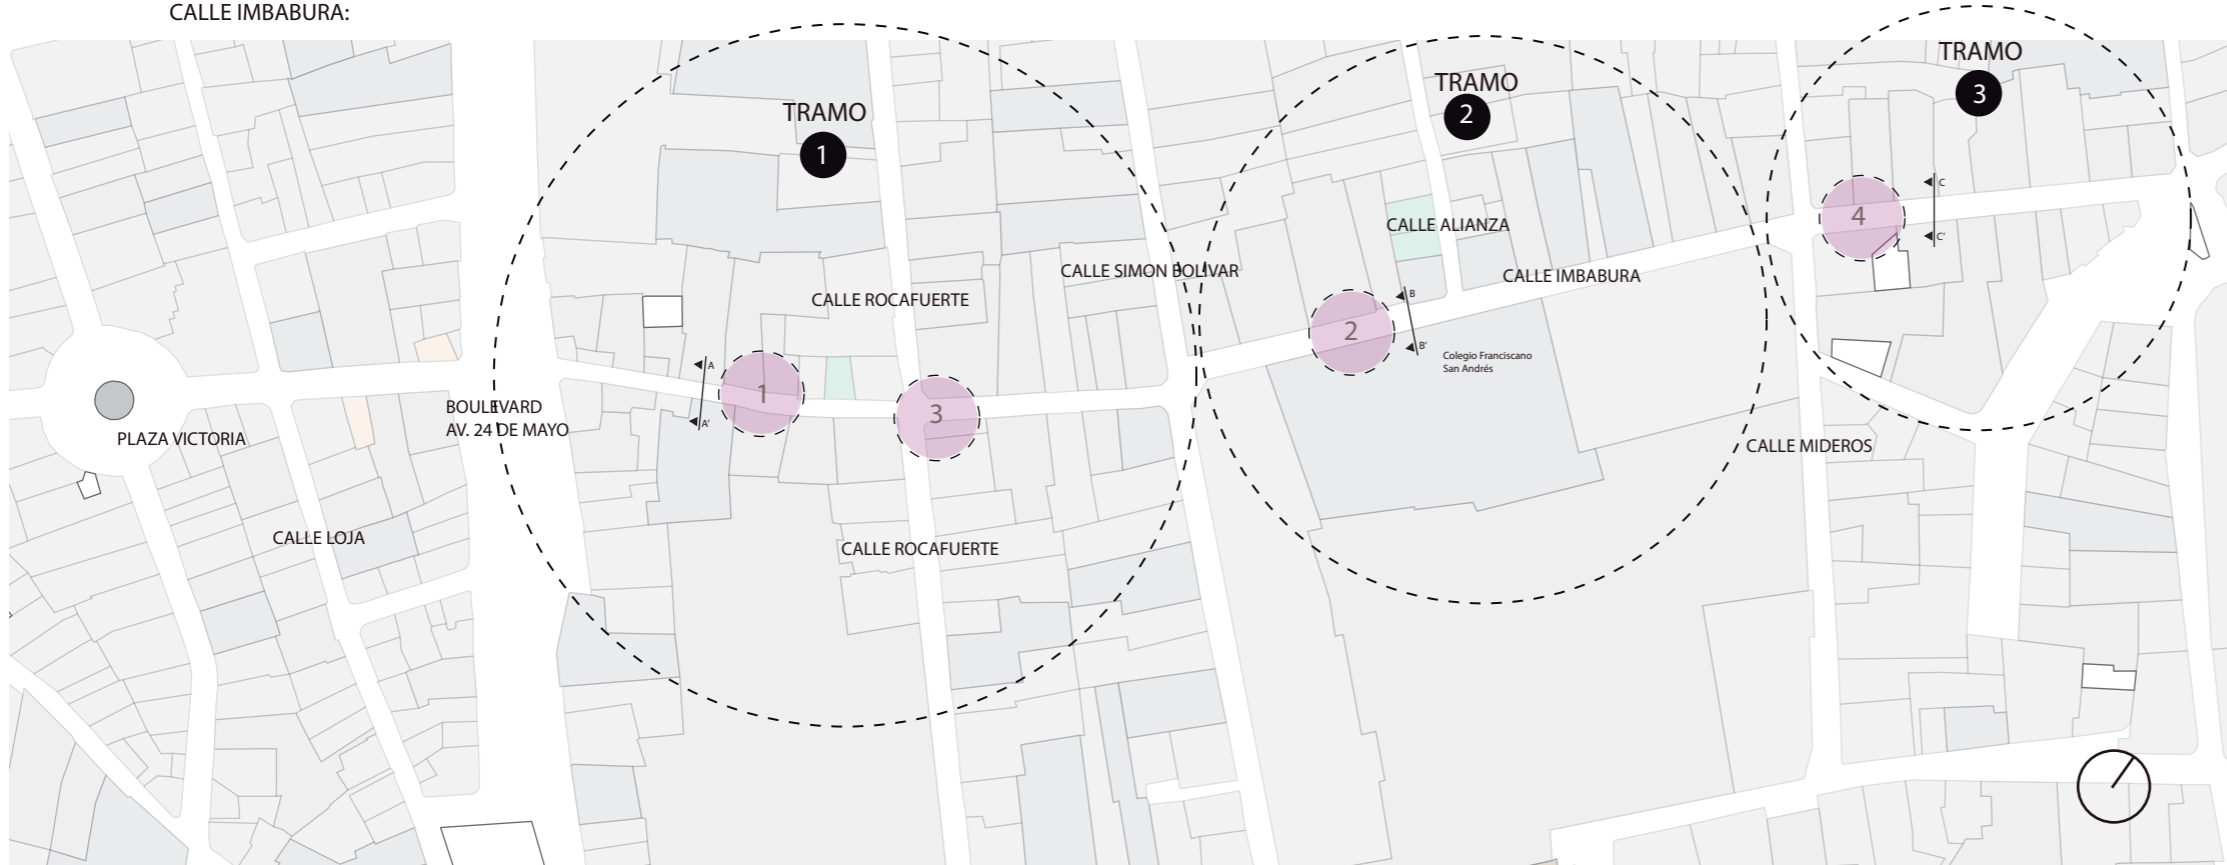 CALLE IMBABURA:
TRAMO
1
TRAMO
2
TRAMO
3
CALLE ALIANZA
CALLE SIMON BOLIVAR
CALLE IMBABURA
CALLE ROCAFUERTE
A
A'
1
3
2
B
B'
4
C
C'
Colegio Franciscano
San Andrés
BOULEVARD
AV. 24 DE MAYO
PLAZA VICTORIA
CALLE MIDEROS
CALLE LOJA
CALLE ROCAFUERTE